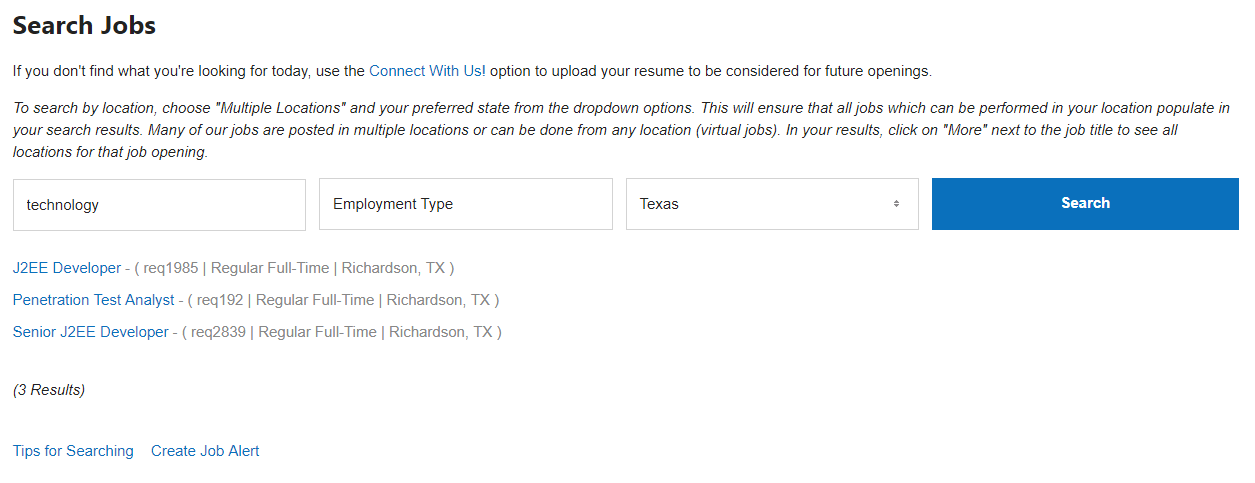 Search Jobs
If you don't find what you're looking for today, use the Connect With Us! option to upload your resume to be considered for future openings.
To search by location, choose "Multiple Locations" and your preferred state from the dropdown options. This will ensure that all jobs which can be performed in your location populate in
your search results. Many of our jobs are posted in multiple locations or can be done from any location (virtual jobs). In your results, click on "More" next to the job title to see all
locations for that job opening.
technology Employment Type Texas Search
J2EE Developer - ( req1985 | Regular Full-Time | Richardson, TX )
Penetration Test Analyst - ( req192 | Regular Full-Time | Richardson, TX )
Senior J2EE Developer - ( req2839 | Regular Full-Time | Richardson, TX )
(3 Results)
Tips for Searching Create Job Alert